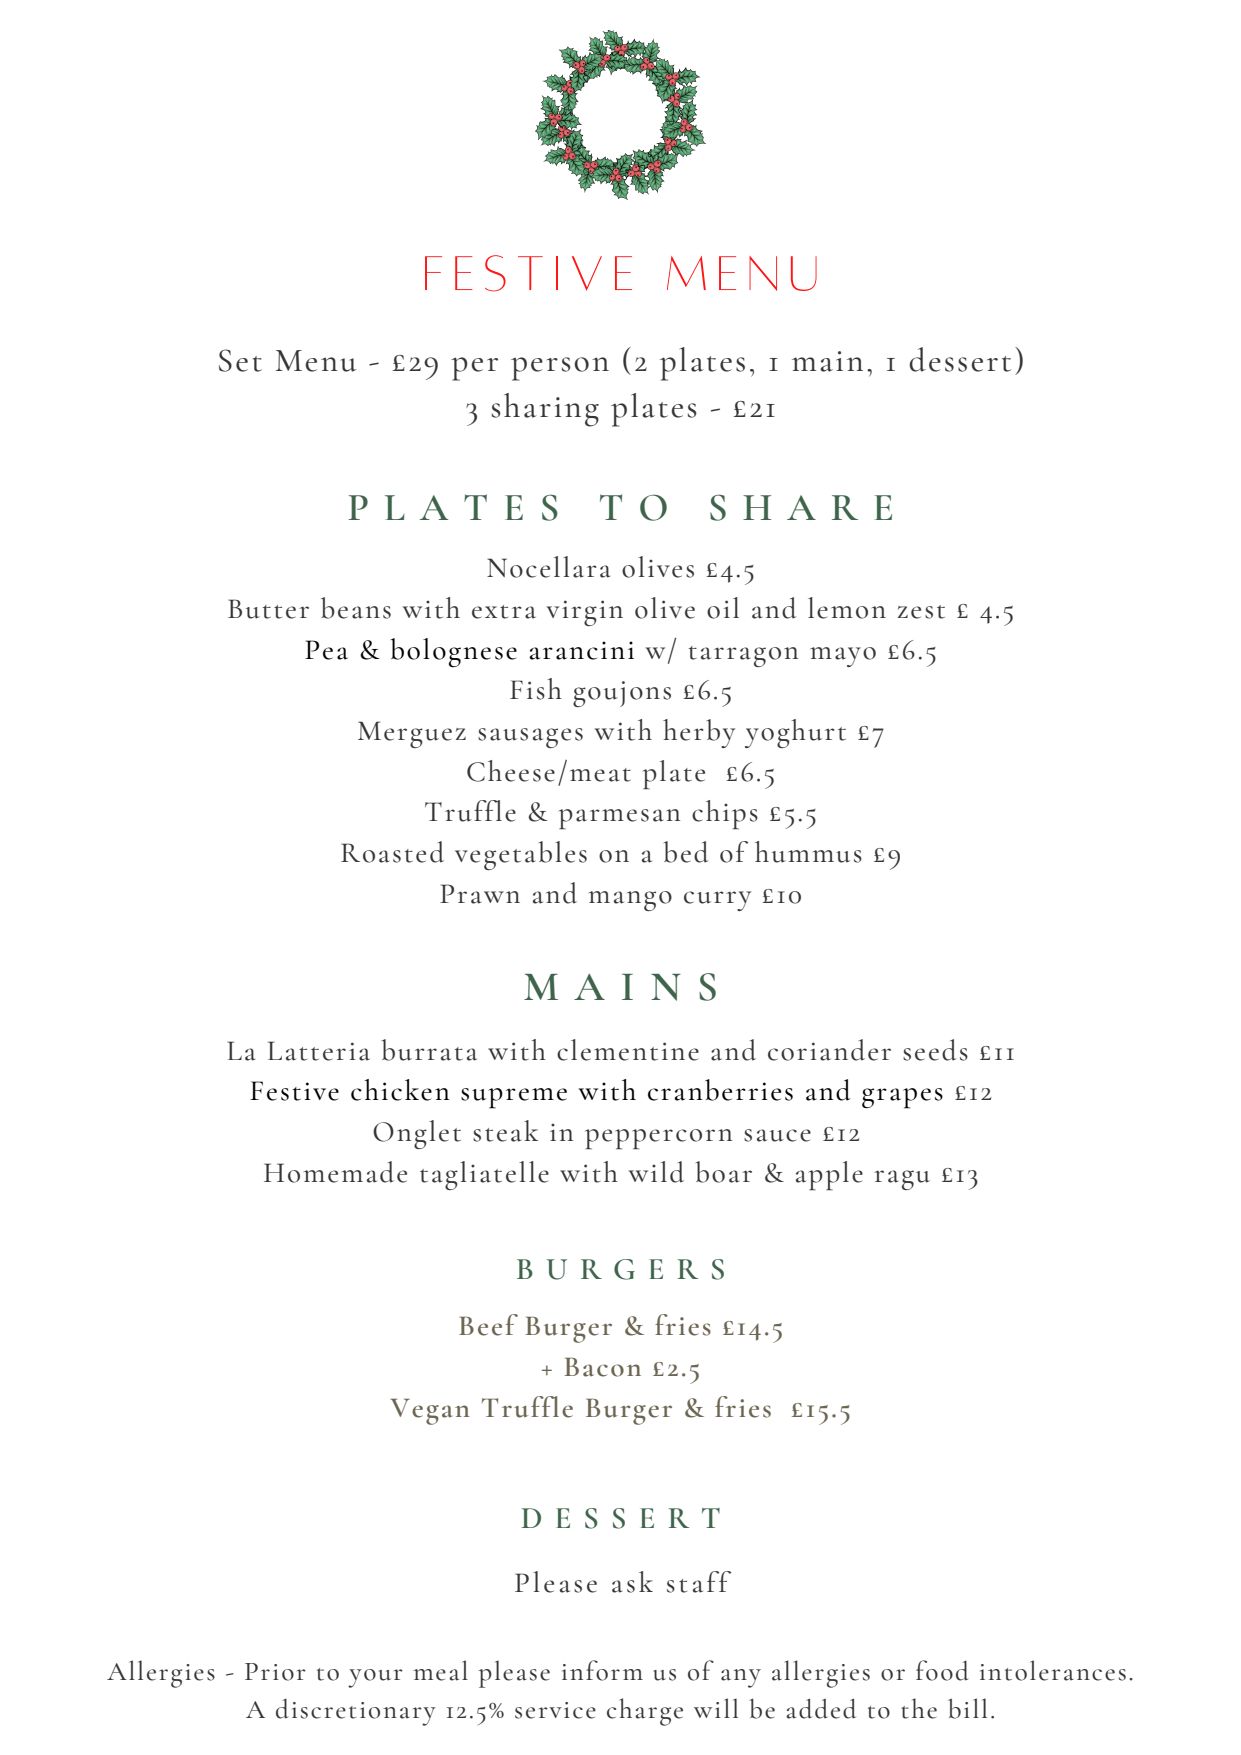 FESTIVE MENU
Set Menu - £29 per person (2 plates, 1 main, 1 dessert)
3 sharing plates - £21
PLATES TO SHARE
Nocellara olives £4.5
Butter beans with extra virgin olive oil and lemon zest £ 4.5
Pea & bolognese arancini w/ tarragon mayo £6.5
Fish goujons £6.5
Merguez sausages with herby yoghurt £7
Cheese/meat plate  £6.5
Truffle & parmesan chips £5.5
Roasted vegetables on a bed of hummus £9
Prawn and mango curry £10
MAINS
La Latteria burrata with clementine and coriander seeds £11
Festive chicken supreme with cranberries and grapes £12
Onglet steak in peppercorn sauce £12
Homemade tagliatelle with wild boar & apple ragu £13
BURGERS
Beef Burger & fries £14.5
+ Bacon £2.5
Vegan Truffle Burger & fries  £15.5
DESSERT
Please ask staff
Allergies - Prior to your meal please inform us of any allergies or food intolerances.
A discretionary 12.5% service charge will be added to the bill.